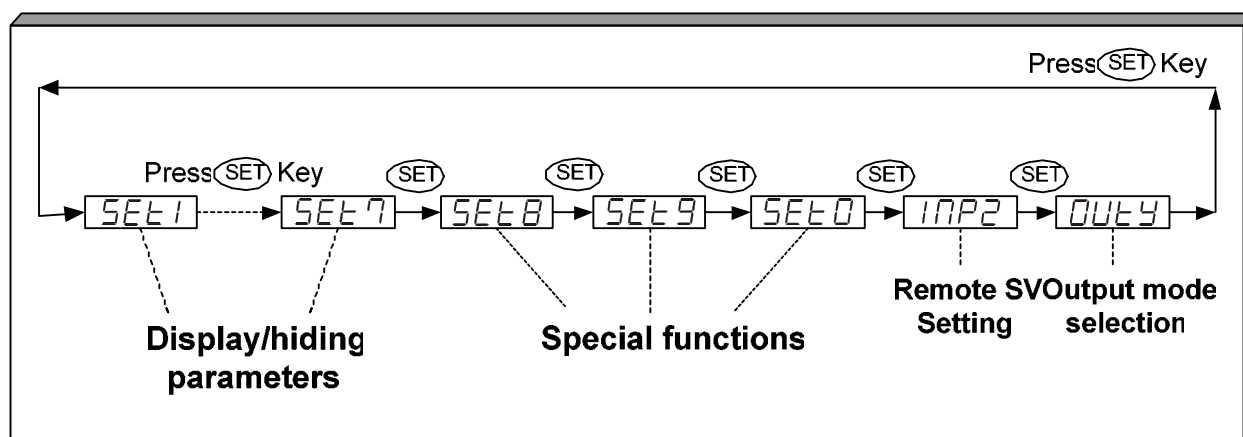 Press SET Key
Press SET Key SET SET SET SET SET
SEt1 SEt7 SEt8 SEt9 SEt0 INP2 OUtY
Display/hiding
parameters
Special functions
Remote SV
Setting
Output mode
selection